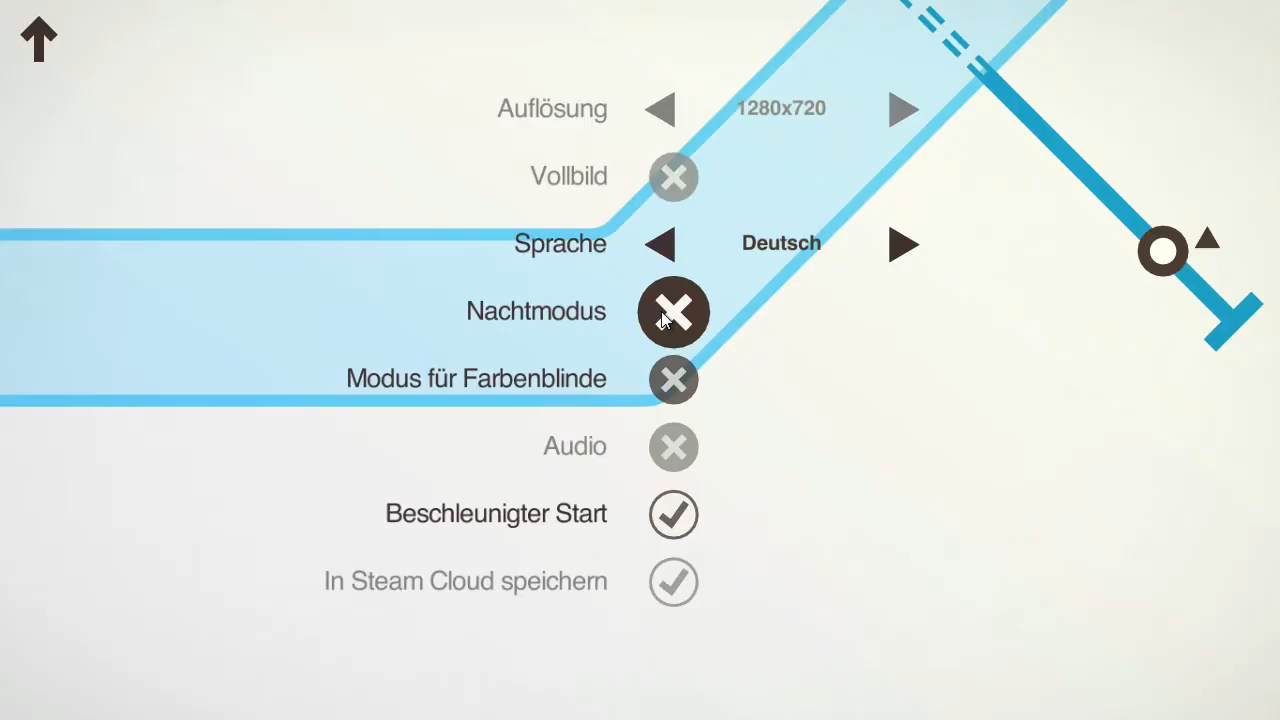 Auflösung 1280x720
Vollbild
Sprache Deutsch
Nachtmodus
Modus für Farbenblinde
Audio
Beschleunigter Start
In Steam Cloud speichern